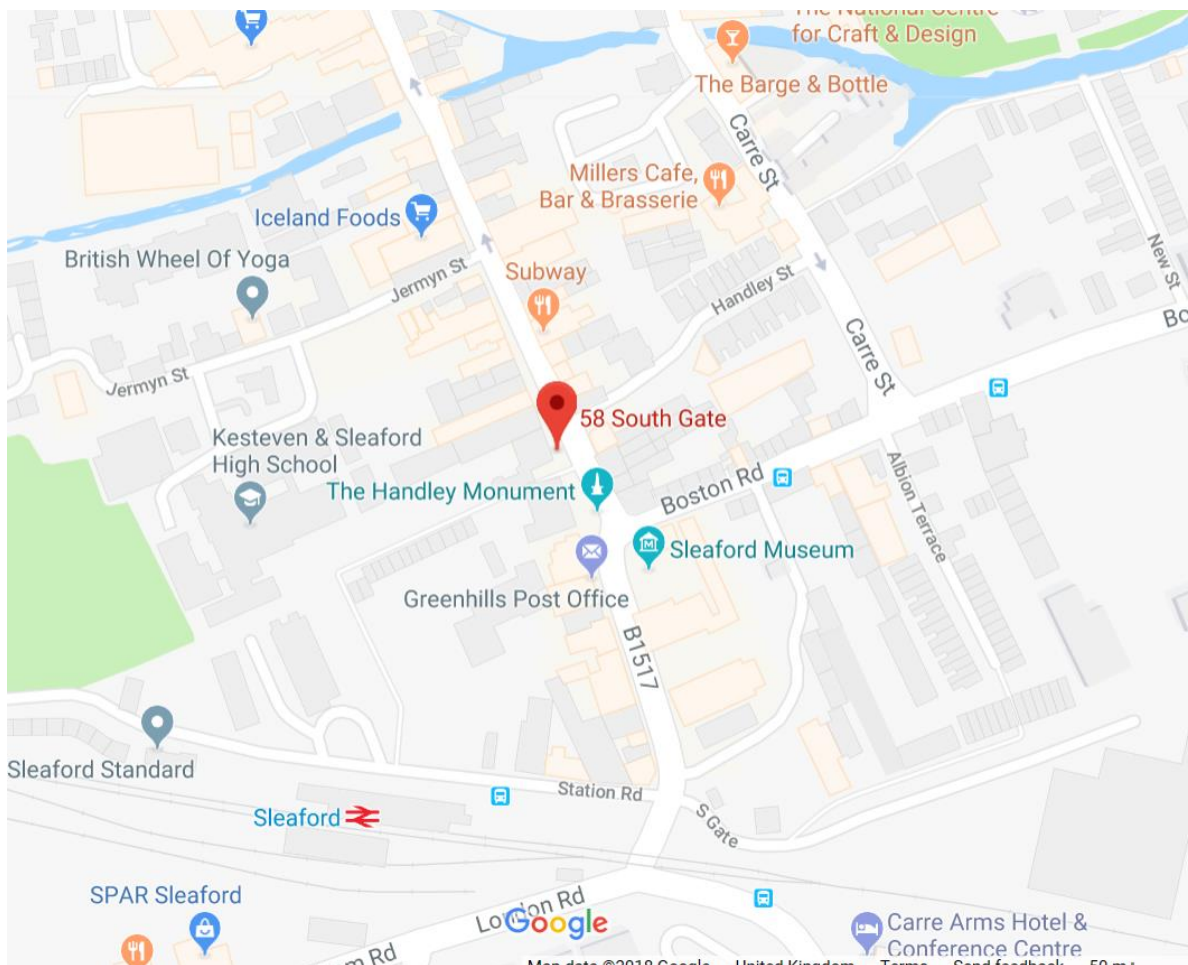 The National Centre
for Craft & Design
The Barge & Bottle
Carre St
Millers Cafe,
Bar & Brasserie
Iceland Foods
British Wheel Of Yoga
Jermyn St
Subway
Handley St
New St
Bo
Carre St
Jermyn St
58 South Gate
Kesteven & Sleaford
High School
The Handley Monument
Boston Rd
Albion Terrace
Sleaford Museum
Greenhills Post Office
B1517
Sleaford Standard
Station Rd
Sleaford
S Gate
SPAR Sleaford
London Rd
Google
Carre Arms Hotel &
Conference Centre
m Rd
Map data ©2018 Google United Kingdom Terms Send feedback 50 m